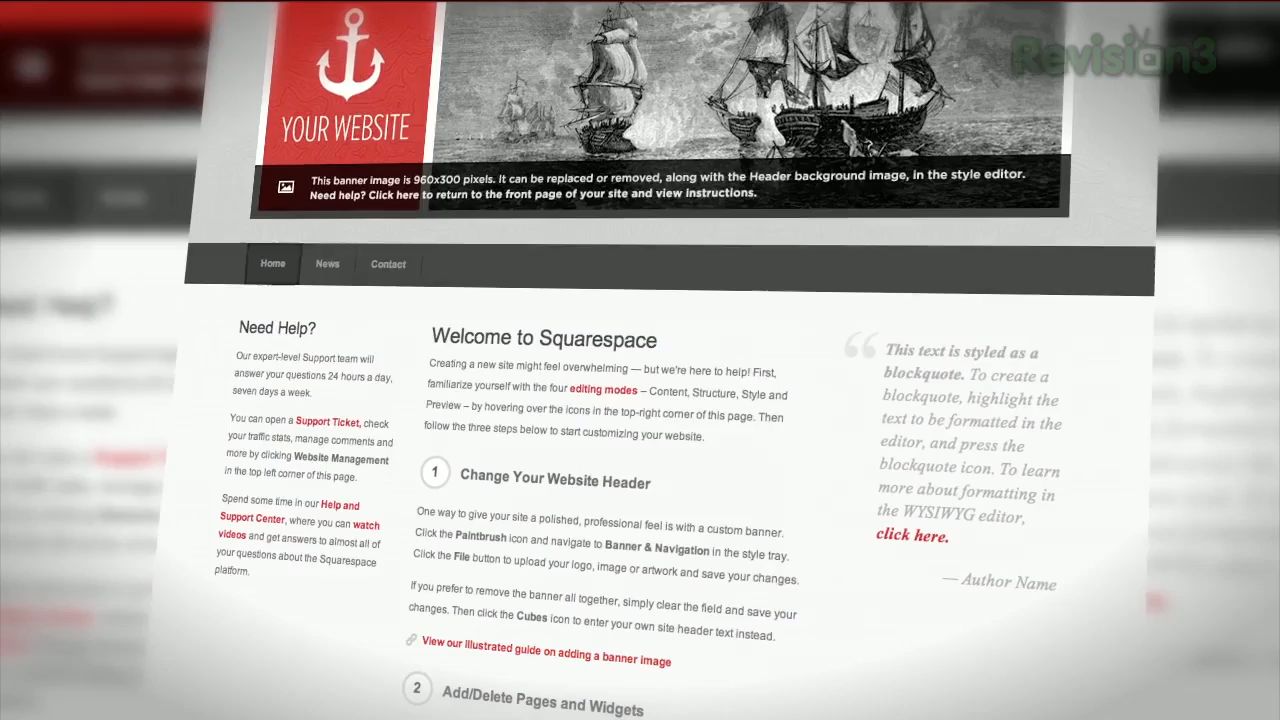 Revision3
YOUR WEBSITE
This banner image is 960x300 pixels. It can be replaced or removed, along with the Header background image, in the style editor.
Need help? Click here to return to the front page of your site and view instructions.
Home
News
Contact
Need Help?
Our expert-level Support team will
answer your questions 24 hours a day,
seven days a week.
You can open a Support Ticket, check
your traffic stats, manage comments and
more by clicking Website Management
in the top left corner of this page.
Spend some time in our Help and
Support Center, where you can watch
videos and get answers to almost all of
your questions about the Squarespace
platform.
Welcome to Squarespace
Creating a new site might feel overwhelming — but we're here to help! First,
familiarize yourself with the four editing modes – Content, Structure, Style and
Preview – by hovering over the icons in the top-right corner of this page. Then
follow the three steps below to start customizing your website.
1 Change Your Website Header
One way to give your site a polished, professional feel is with a custom banner.
Click the Paintbrush icon and navigate to Banner & Navigation in the style tray.
Click the File button to upload your logo, image or artwork and save your changes.
If you prefer to remove the banner all together, simply clear the field and save your
changes. Then click the Cubes icon to enter your own site header text instead.
View our illustrated guide on adding a banner image
2 Add/Delete Pages and Widgets
“ This text is styled as a
blockquote. To create a
blockquote, highlight the
text to be formatted in the
editor, and press the
blockquote icon. To learn
more about formatting in
the WYSIWYG editor,
click here.
— Author Name